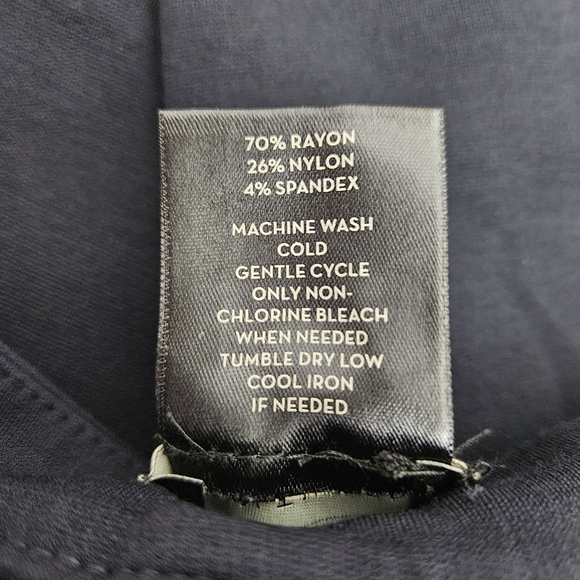 70% RAYON
26% NYLON
4% SPANDEX
MACHINE WASH
COLD
GENTLE CYCLE
ONLY NON-
CHLORINE BLEACH
WHEN NEEDED
TUMBLE DRY LOW
COOL IRON
IF NEEDED